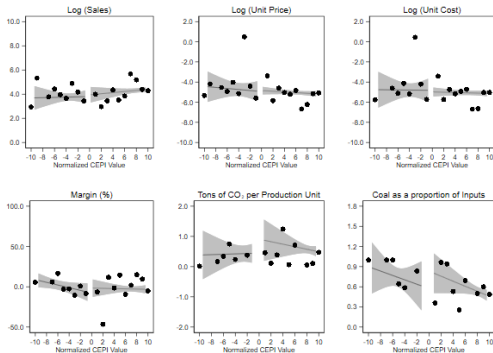 Log (Sales)
10.0
8.0
6.0
4.0
2.0
0.0
-10 -8 -6 -4 -2 0 2 4 6 8 10
Normalized CEPI Value
Log (Unit Price)
2.0
0.0
-2.0
-4.0
-6.0
-8.0
-10.0
-10 -8 -6 -4 -2 0 2 4 6 8 10
Normalized CEPI Value
Log (Unit Cost)
2.0
0.0
-2.0
-4.0
-6.0
-8.0
-10.0
-10 -8 -6 -4 -2 0 2 4 6 8 10
Normalized CEPI Value
Margin (%)
100.0
50.0
0.0
-50.0
-10 -8 -6 -4 -2 0 2 4 6 8 10
Normalized CEPI Value
Tons of CO₂ per Production Unit
2.0
1.0
0.0
-1.0
-2.0
-10 -8 -6 -4 -2 0 2 4 6 8 10
Normalized CEPI Value
Coal as a proportion of Inputs
1.8
1.5
1.2
0.9
0.6
0.3
0.0
-10 -8 -6 -4 -2 0 2 4 6 8 10
Normalized CEPI Value